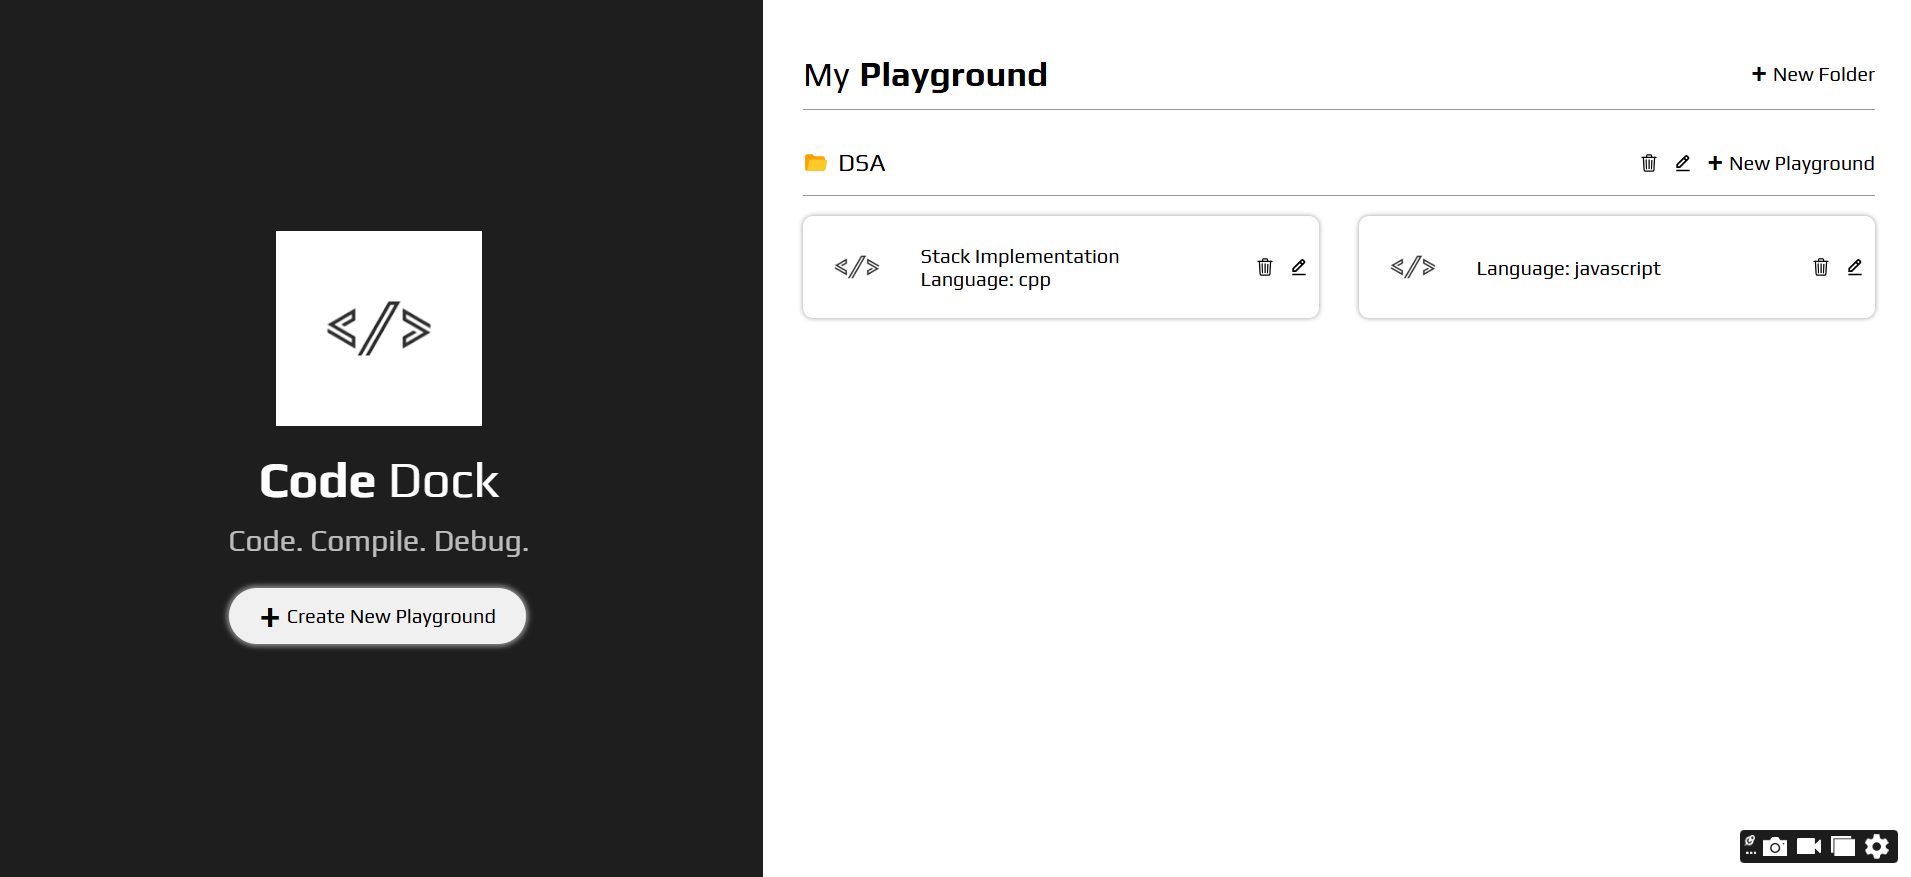 </>
Code Dock
Code. Compile. Debug.
+ Create New Playground
My Playground
+ New Folder
DSA
+ New Playground
</>
Stack Implementation
Language: cpp
</>
Language: javascript